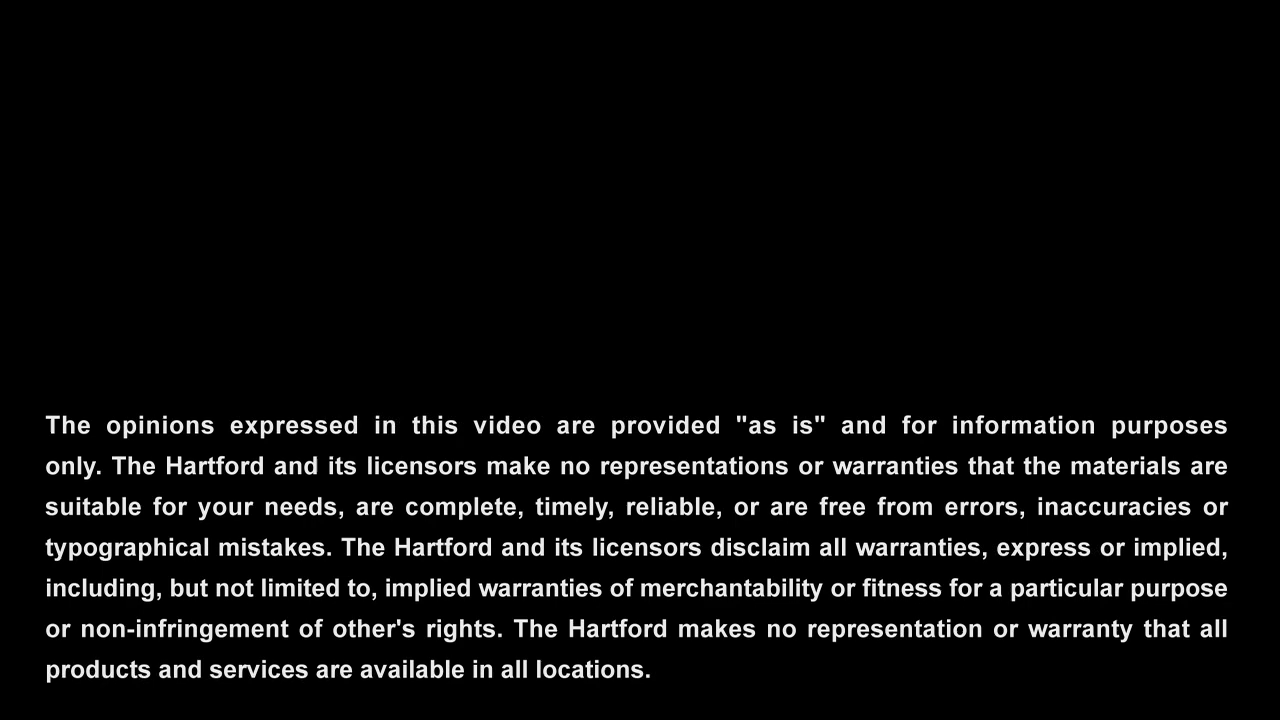 The opinions expressed in this video are provided "as is" and for information purposes
only. The Hartford and its licensors make no representations or warranties that the materials are
suitable for your needs, are complete, timely, reliable, or are free from errors, inaccuracies or
typographical mistakes. The Hartford and its licensors disclaim all warranties, express or implied,
including, but not limited to, implied warranties of merchantability or fitness for a particular purpose
or non-infringement of other's rights. The Hartford makes no representation or warranty that all
products and services are available in all locations.